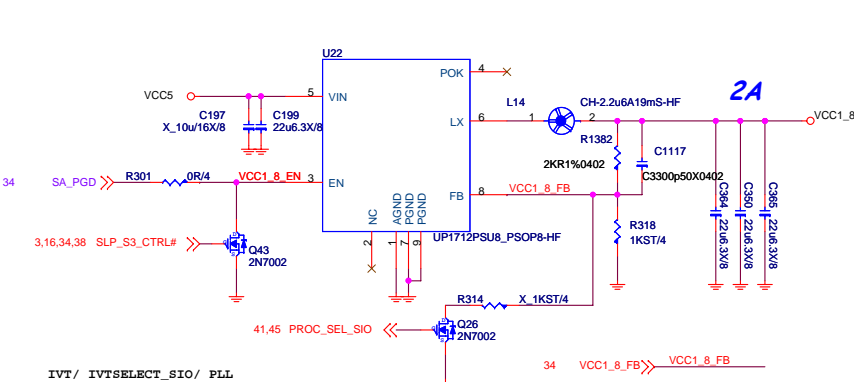 U22
POK 4
2A
VCC5 5 VIN
L14 CH-2.2u6A19mS-HF
C197 C199
X_10u/16X/8 22u6.3X/8
LX 6 1 2 VCC1_8
R1382 C1117
2KR1%0402
C3300p50X0402
34 SA_PGD R301 0R/4 VCC1_8_EN 3 EN
FB 8 VCC1_8_FB
C364 22u6.3X/8
C350 22u6.3X/8
C365 22u6.3X/8
NC AGND PGND PGND
R318
1KST/4
UP1712PSU8_PSOP8-HF
2 1 7 9
3,16,34,38 SLP_S3_CTRL# Q43
2N7002
R314 X_1KST/4
41,45 PROC_SEL_SIO Q26
2N7002
34 VCC1_8_FB VCC1_8_FB
IVT/ IVTSELECT_SIO/ PLL